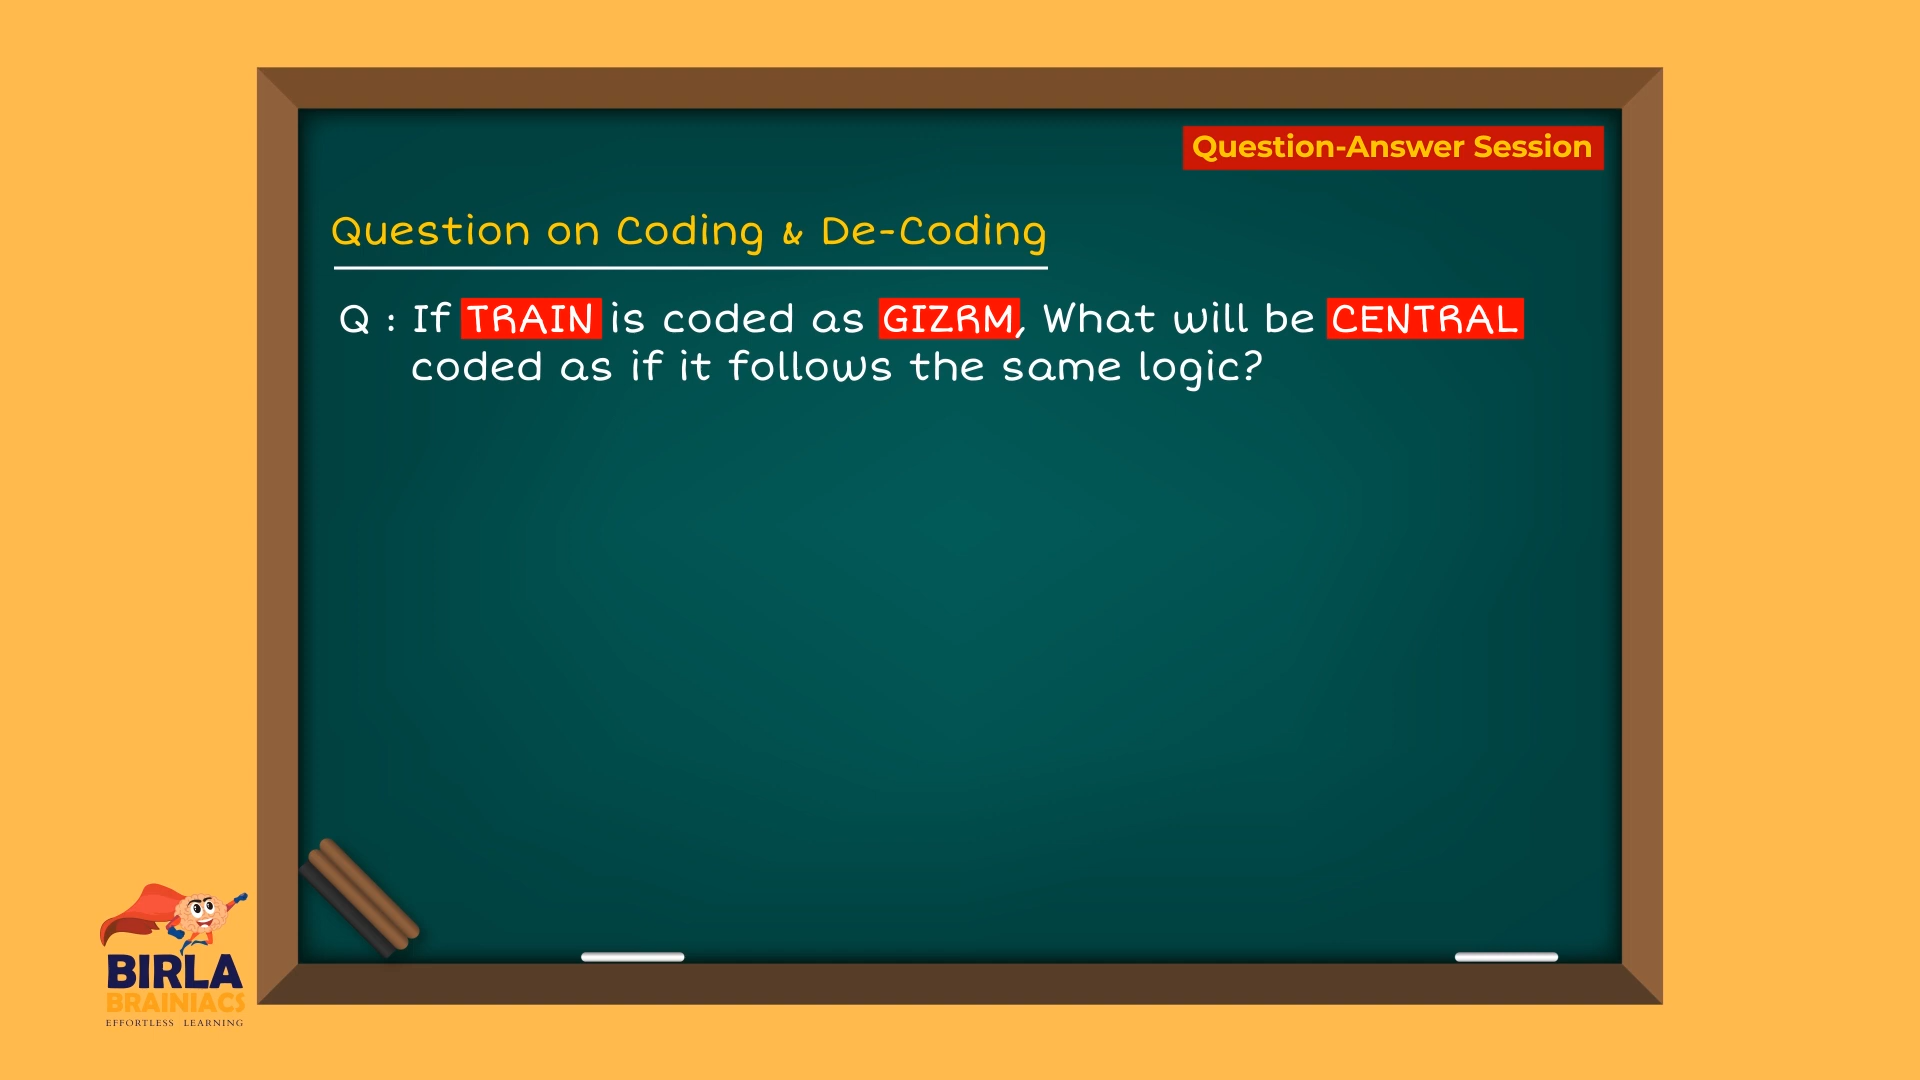 Question-Answer Session
Question on Coding & De-Coding
Q : If TRAIN is coded as GIZRM, What will be CENTRAL
coded as if it follows the same logic?
BIRLA
BRAINIACS
EFFORTLESS LEARNING